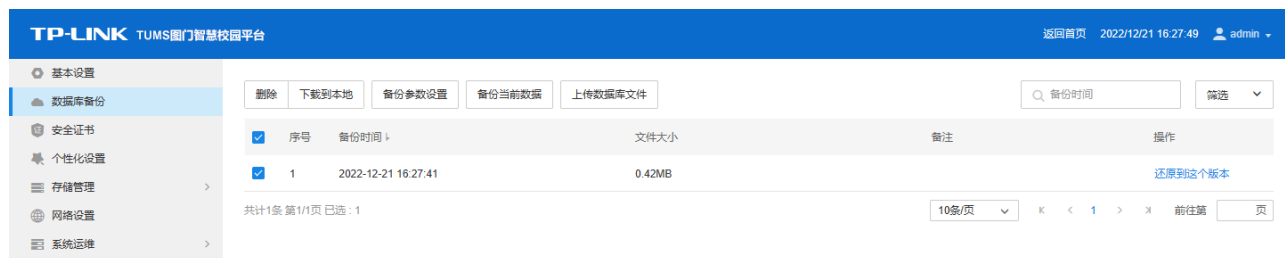 TP-LINK TUMS图门智慧校园平台 返回首页 2022/12/21 16:27:49 admin
基本设置
数据库备份
安全证书
个性化设置
存储管理
网络设置
系统运维
删除 下载到本地 备份参数设置 备份当前数据 上传数据库文件 备份时间 筛选
序号 备份时间 文件大小 备注 操作
1 2022-12-21 16:27:41 0.42MB 还原到这个版本
共计1条 第1/1页 已选 : 1 10条/页 1 前往第 页